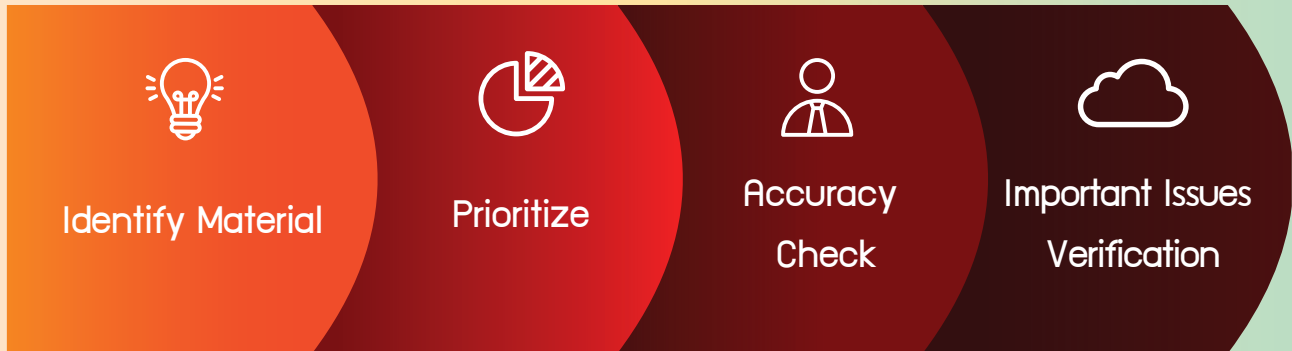 Identify Material
Prioritize
Accuracy
Check
Important Issues
Verification